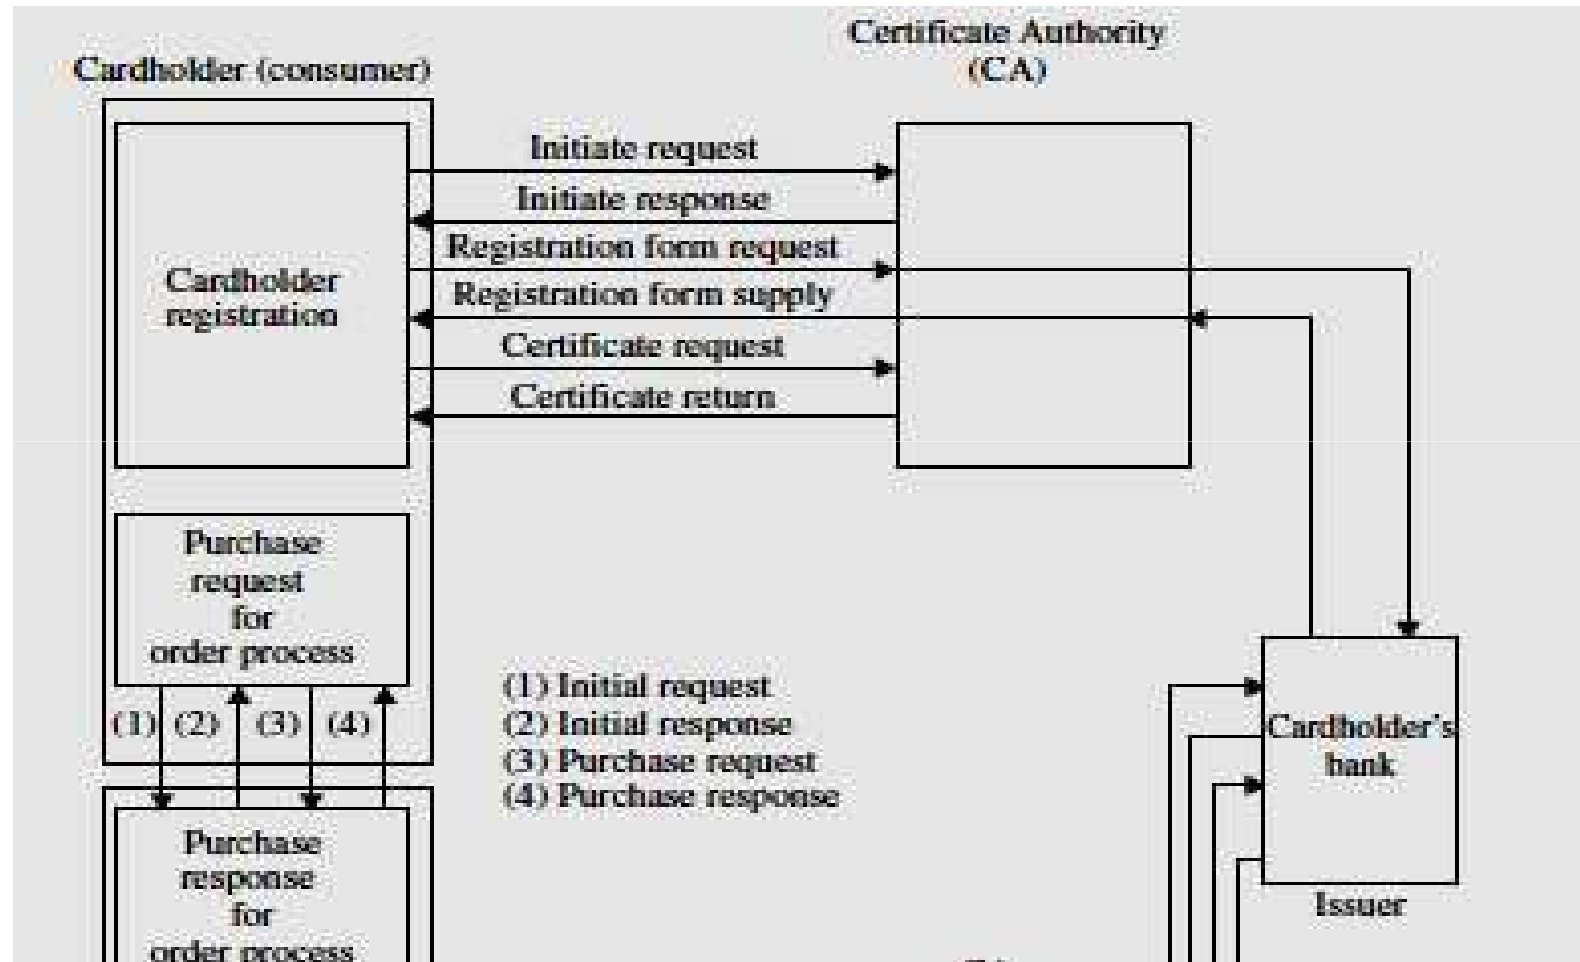 Certificate Authority
(CA)
Cardholder (consumer)
Initiate request
Initiate response
Registration form request
Registration form supply
Certificate request
Certificate return
Cardholder
registration
Purchase
request
for
order process
(1) (2) (3) (4)
(1) Initial request
(2) Initial response
(3) Purchase request
(4) Purchase response
Cardholder's
bank
Issuer
Purchase
response
for
order process